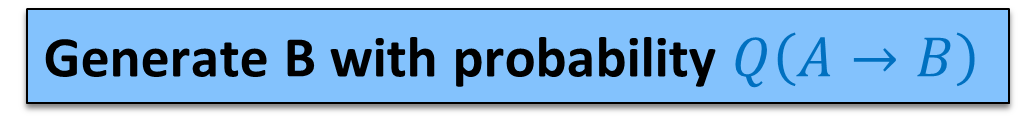 Generate B with probability Q(A → B)